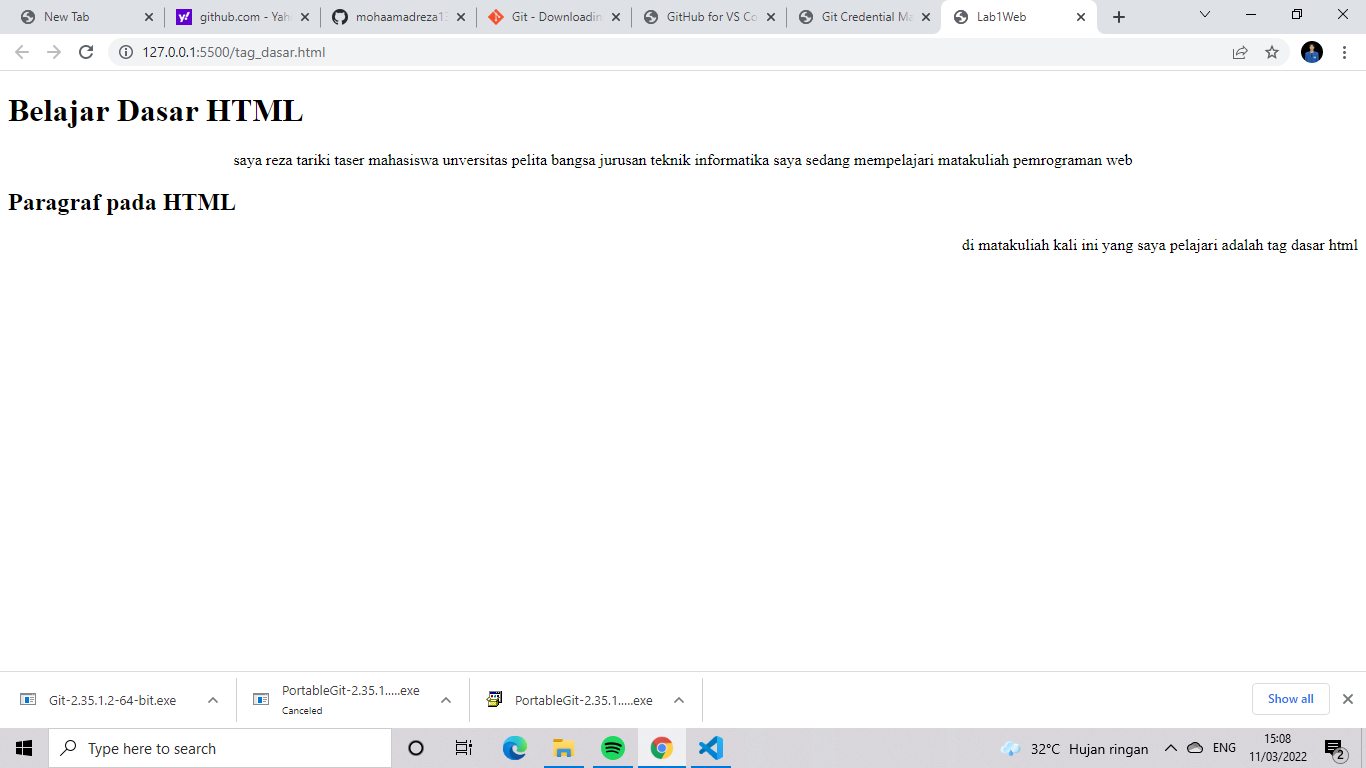 New Tab
github.com - Yah
mohaamadreza13
Git - Downloadin
GitHub for VS Co
Git Credential Ma
Lab1Web
127.0.0.1:5500/tag_dasar.html
Belajar Dasar HTML
saya reza tariki taser mahasiswa unversitas pelita bangsa jurusan teknik informatika saya sedang mempelajari matakuliah pemrograman web
Paragraf pada HTML
di matakuliah kali ini yang saya pelajari adalah tag dasar html
Git-2.35.1.2-64-bit.exe
PortableGit-2.35.1.....exe
Canceled
PortableGit-2.35.1.....exe
Show all
Type here to search
32°C Hujan ringan
ENG
15:08
11/03/2022
2